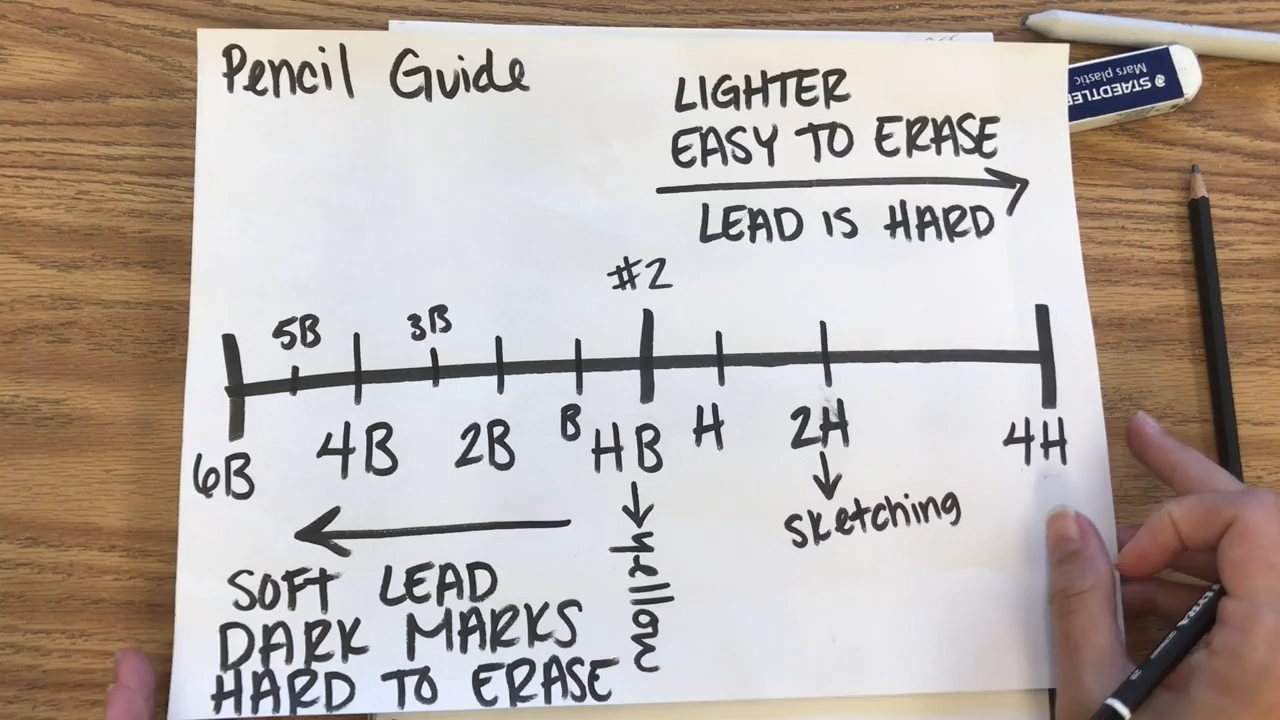 Pencil Guide
LIGHTER
EASY TO ERASE
LEAD IS HARD
STAEDTLER
Mars plastic
#2
5B
3B
6B
4B
2B
B
HB
H
2H
4H
yellow
sketching
SOFT LEAD
DARK MARKS
HARD TO ERASE